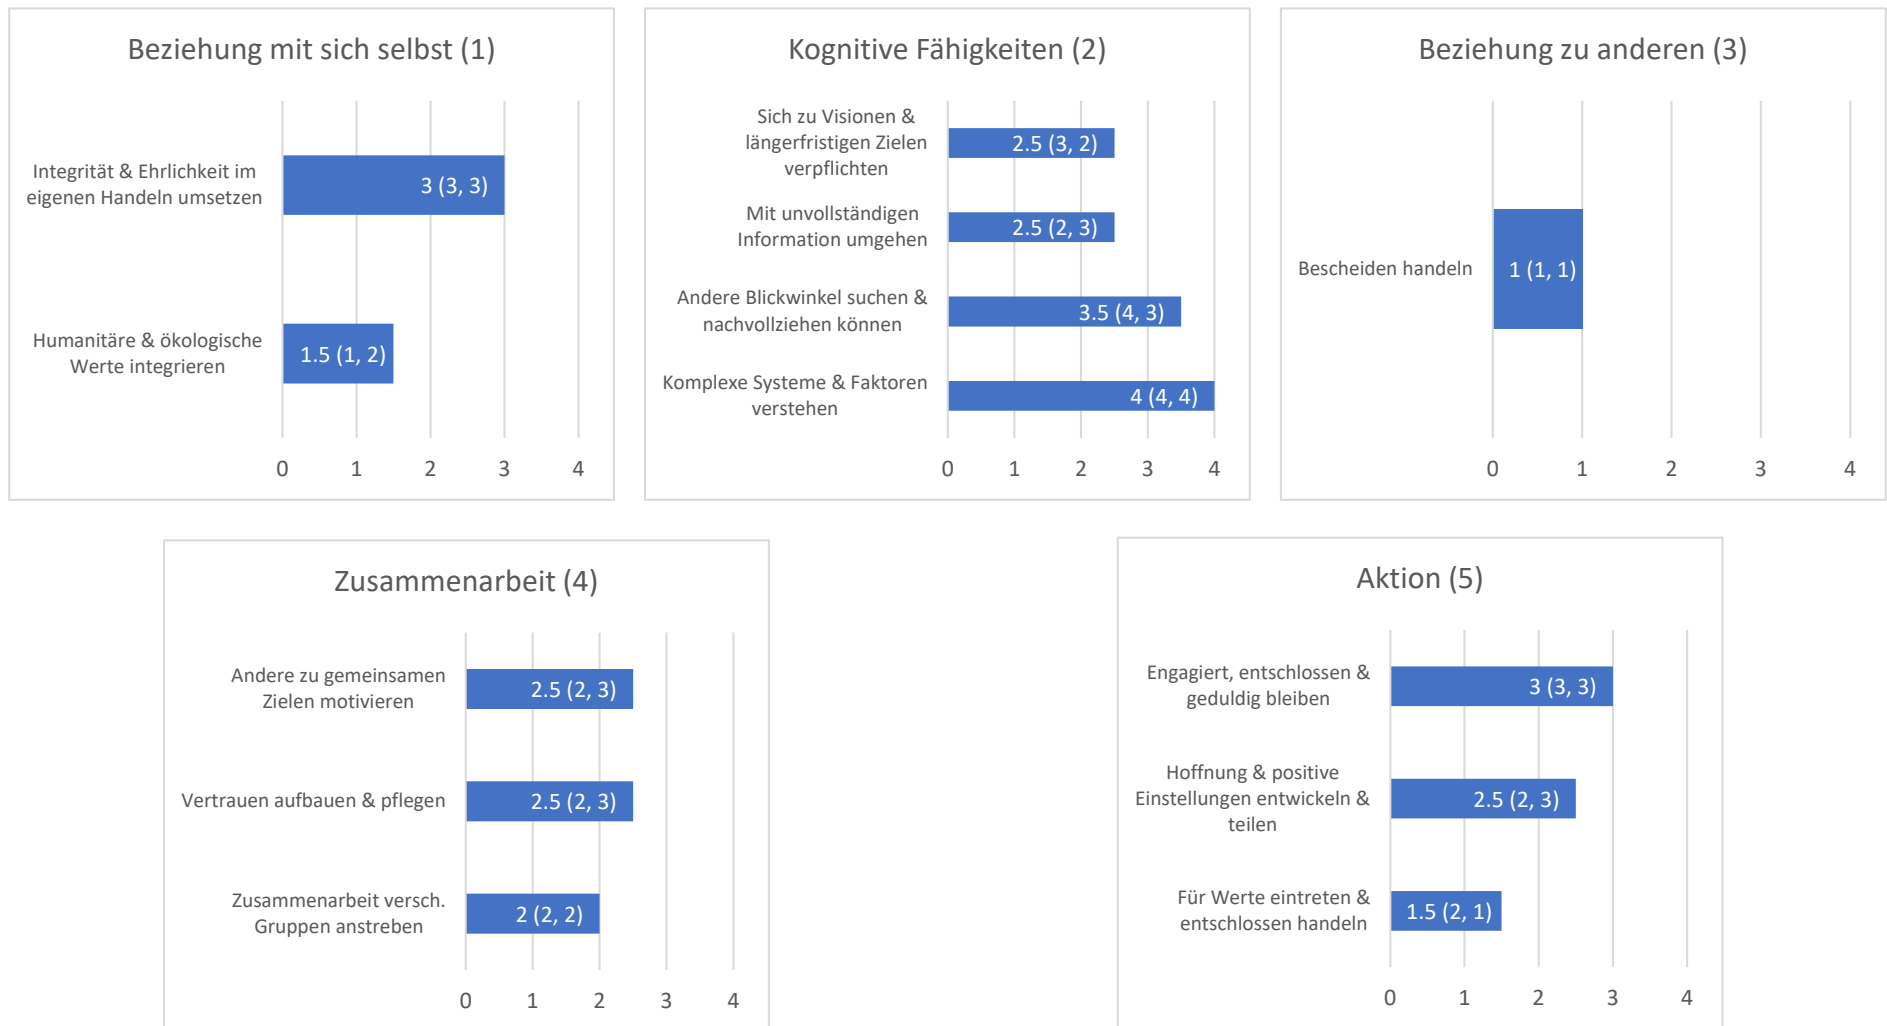 Beziehung mit sich selbst (1)
Integrität & Ehrlichkeit im
eigenen Handeln umsetzen
3 (3, 3)
Humanitäre & ökologische
Werte integrieren
1.5 (1, 2)
0 1 2 3 4
Kognitive Fähigkeiten (2)
Sich zu Visionen &
längerfristigen Zielen
verpflichten
2.5 (3, 2)
Mit unvollständigen
Information umgehen
2.5 (2, 3)
Andere Blickwinkel suchen &
nachvollziehen können
3.5 (4, 3)
Komplexe Systeme & Faktoren
verstehen
4 (4, 4)
0 1 2 3 4
Beziehung zu anderen (3)
Bescheiden handeln
1 (1, 1)
0 1 2 3 4
Zusammenarbeit (4)
Andere zu gemeinsamen
Zielen motivieren
2.5 (2, 3)
Vertrauen aufbauen & pflegen
2.5 (2, 3)
Zusammenarbeit versch.
Gruppen anstreben
2 (2, 2)
0 1 2 3 4
Aktion (5)
Engagiert, entschlossen &
geduldig bleiben
3 (3, 3)
Hoffnung & positive
Einstellungen entwickeln &
teilen
2.5 (2, 3)
Für Werte eintreten &
entschlossen handeln
1.5 (2, 1)
0 1 2 3 4